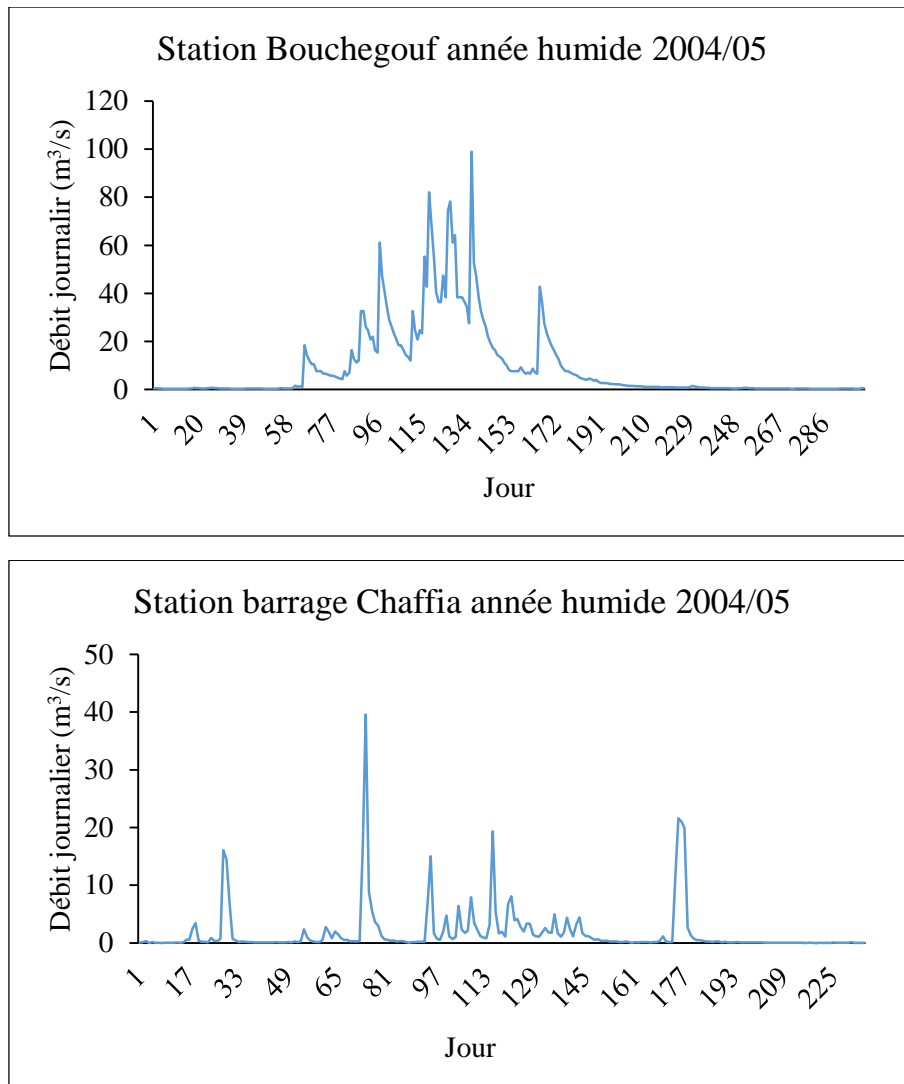 Station Bouchegouf année humide 2004/05
Débit journalir (m³/s)
120
100
80
60
40
20
0
1 20 39 58 77 96 115 134 153 172 191 210 229 248 267 286
Jour
Station barrage Chaffia année humide 2004/05
Débit journalier (m³/s)
50
40
30
20
10
0
1 17 33 49 65 81 97 113 129 145 161 177 193 209 225
Jour